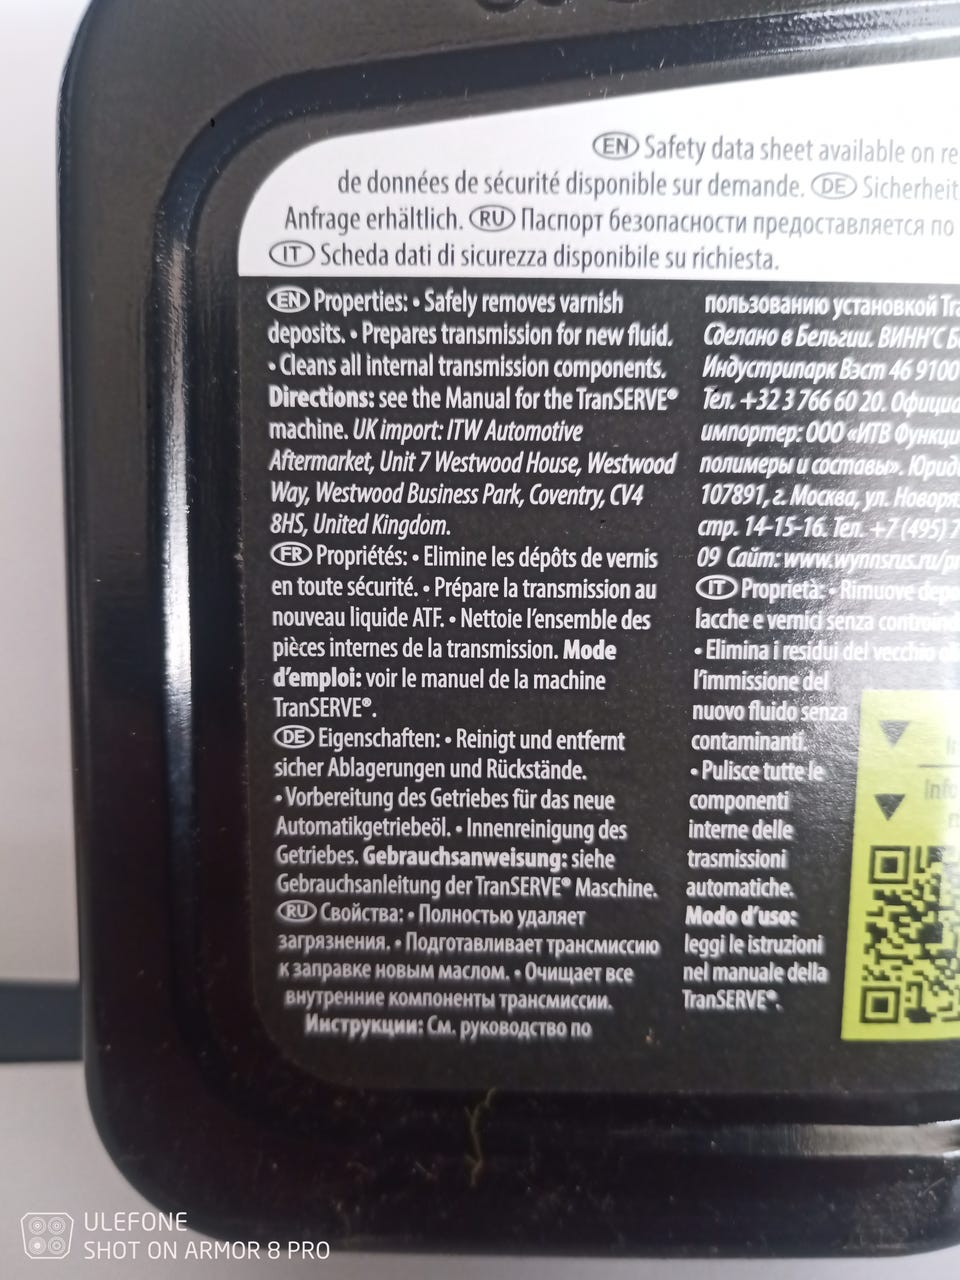 EN Safety data sheet available on
de données de sécurité disponible sur demande. DE
Anfrage erhältlich. RU Паспорт безопасности предоставляется по
IT Scheda dati di sicurezza disponibile su richiesta.
EN Properties: • Safely removes varnish
deposits. • Prepares transmission for new fluid.
• Cleans all internal transmission components.
Directions: see the Manual for the TranSERVE®
machine. UK import: ITW Automotive
Aftermarket, Unit 7 Westwood House, Westwood
Way, Westwood Business Park, Coventry, CV4
8HS, United Kingdom.
FR Propriétés: • Elimine les dépôts de vernis
en toute sécurité. • Prépare la transmission au
nouveau liquide ATF. • Nettoie l'ensemble des
pièces internes de la transmission. Mode
d'emploi: voir le manuel de la machine
TranSERVE®.
DE Eigenschaften: • Reinigt und entfernt
sicher Ablagerungen und Rückstände.
• Vorbereitung des Getriebes für das neue
Automatikgetriebeöl. • Innenreinigung des
Getriebes. Gebrauchsanweisung: siehe
Gebrauchsanleitung der TranSERVE® Maschine.
RU Свойства: • Полностью удаляет
загрязнения. • Подготавливает трансмиссию
к заправке новым маслом. • Очищает все
внутренние компоненты трансмиссии.
Инструкции: См. руководство по
пользованию установкой
Сделано в Бельгии. ВИНН'С
Индустрипарк Вэст 46 9100
Тел. +32 3 766 60 20.
импортер: ООО «ИТВ
полимеры и составы».
107891, г. Москва, ул.
стр. 14-15-16. Тел. +7 (495)
09 Сайт:
IT Proprietà: • Rimuove
lacche e vernici senza
• Elimina i residui del vecchio
l'immissione del
nuovo fluido senza
contaminanti.
• Pulisce tutte le
componenti
interne delle
trasmissioni
automatiche.
Modo d'uso:
leggi le istruzioni
nel manuale della
TranSERVE®.
ULEFONE
SHOT ON ARMOR 8 PRO